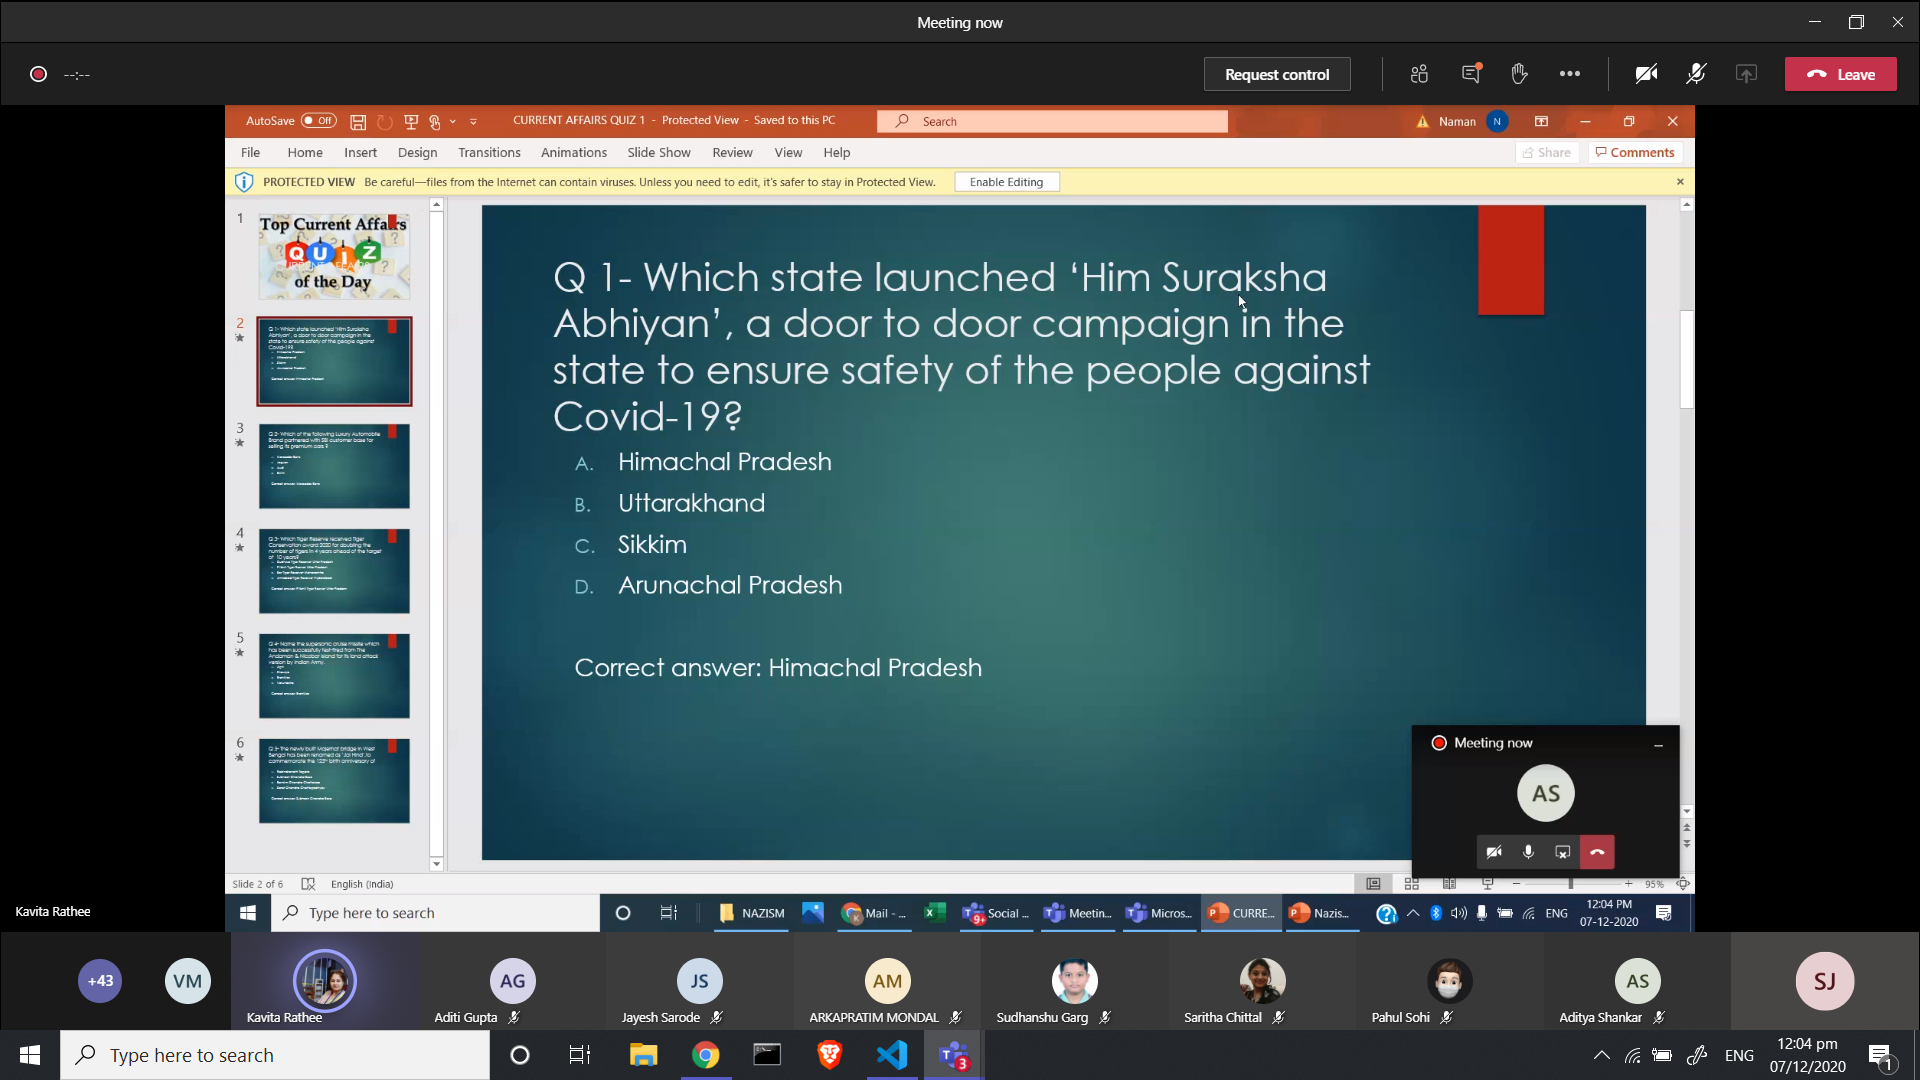 Meeting now
--:--
Request control
Leave
AutoSave Off
CURRENT AFFAIRS QUIZ 1 - Protected View - Saved to this PC
Search
Naman N
File Home Insert Design Transitions Animations Slide Show Review View Help
Share Comments
PROTECTED VIEW Be careful—files from the Internet can contain viruses. Unless you need to edit, it's safer to stay in Protected View. Enable Editing
1
Top Current Affairs
QUIZ
of the Day
2
3
4
5
6
Q 1- Which state launched ‘Him Suraksha
Abhiyan’, a door to door campaign in the
state to ensure safety of the people against
Covid-19?
A. Himachal Pradesh
B. Uttarakhand
C. Sikkim
D. Arunachal Pradesh
Correct answer: Himachal Pradesh
Meeting now
AS
Slide 2 of 6 English (India)
95%
Kavita Rathee
Type here to search
NAZISM Mail - ... Social ... Meetin... Micros... CURRE... Nazis...
ENG
12:04 PM
07-12-2020
+43 VM AG JS AM AS SJ
Kavita Rathee Aditi Gupta Jayesh Sarode ARKAPRATIM MONDAL Sudhanshu Garg Saritha Chittal Pahul Sohi Aditya Shankar
Type here to search
3
ENG
12:04 pm
07/12/2020
1